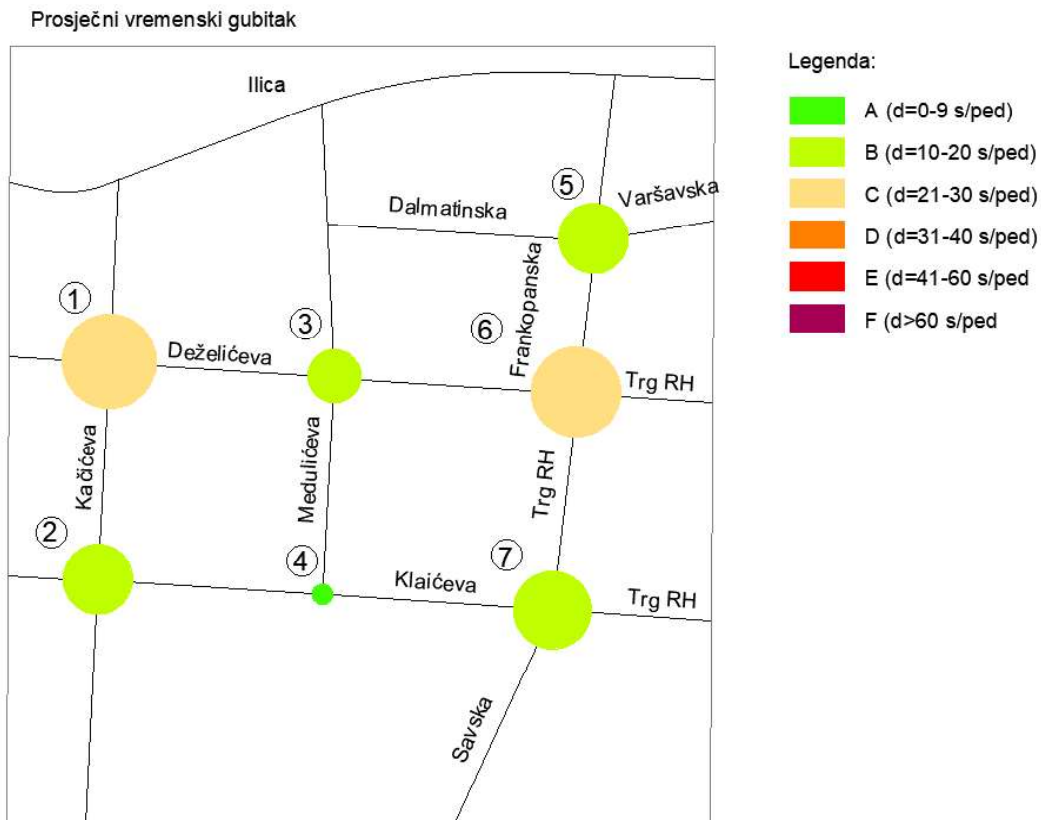 Prosječni vremenski gubitak
Ilica
Legenda:
A (d=0-9 s/ped)
B (d=10-20 s/ped)
C (d=21-30 s/ped)
D (d=31-40 s/ped)
E (d=41-60 s/ped
F (d>60 s/ped
5
Varšavska
Dalmatinska
Frankopanska
1
3
6
Deželićeva
Trg RH
Kačićeva
Medulićeva
Trg RH
2
4
7
Klaićeva
Trg RH
Savska